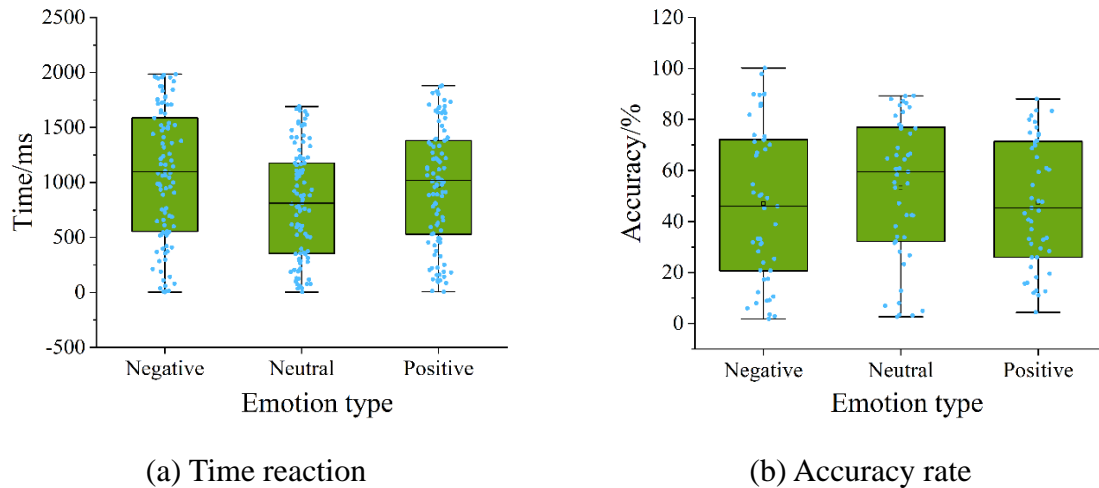 2500
2000
1500
1000
500
0
-500
Time/ms
Negative Neutral Positive
Emotion type
(a) Time reaction
120
100
80
60
40
20
0
Accuracy/%
Negative Neutral Positive
Emotion type
(b) Accuracy rate